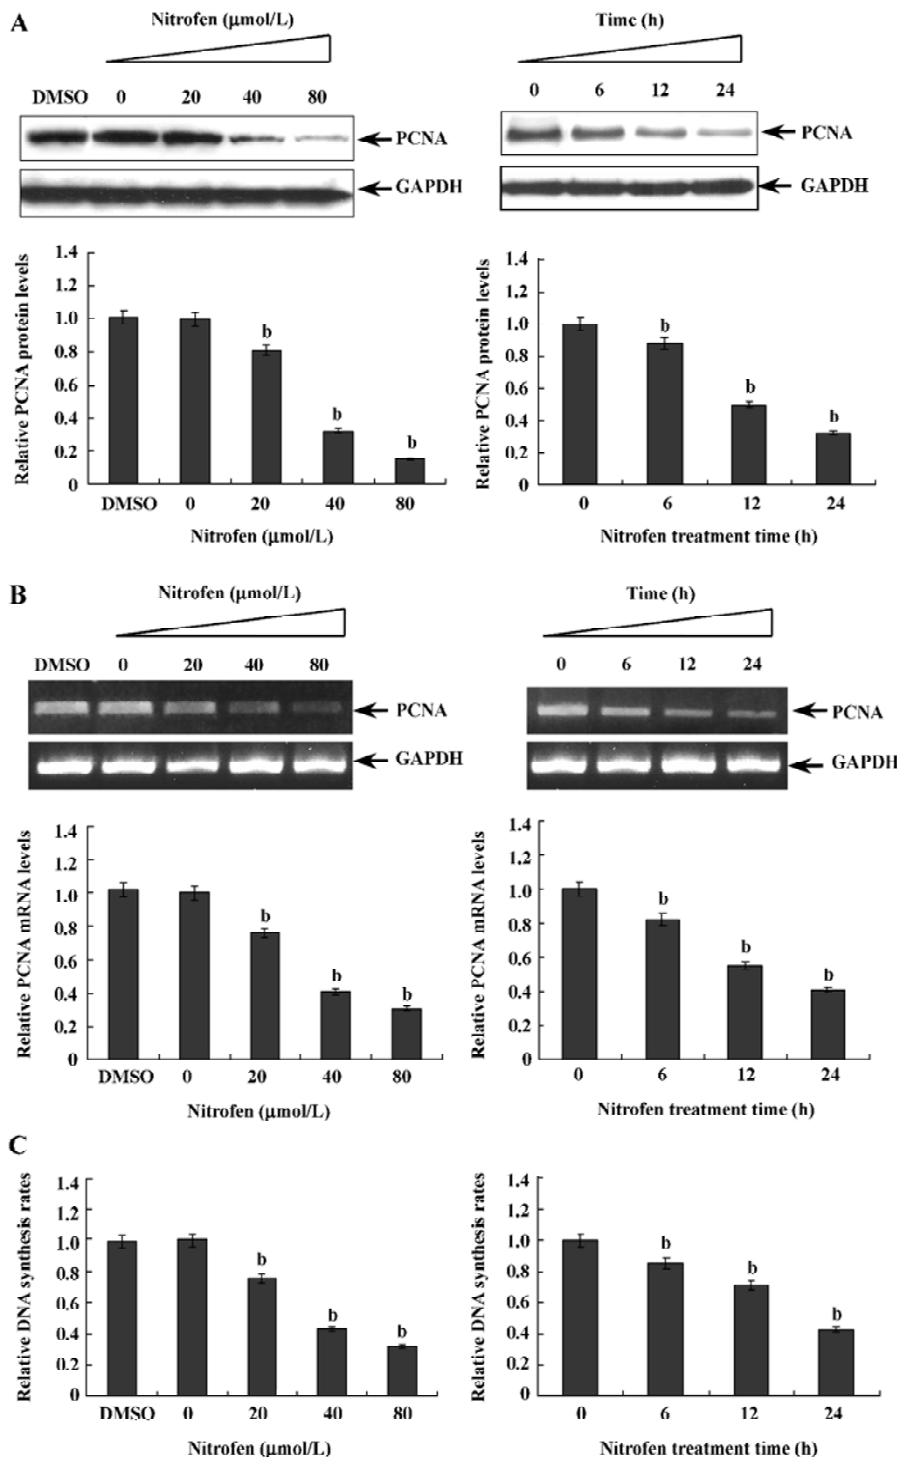 A
Nitrofen (μmol/L)
DMSO 0 20 40 80
PCNA
GAPDH
Time (h)
0 6 12 24
PCNA
GAPDH
Relative PCNA protein levels
1.4
1.2
1.0
0.8
0.6
0.4
0.2
0
b
b
b
DMSO 0 20 40 80
Nitrofen (μmol/L)
Relative PCNA protein levels
1.4
1.2
1.0
0.8
0.6
0.4
0.2
0
b
b
b
0 6 12 24
Nitrofen treatment time (h)
B
Nitrofen (μmol/L)
DMSO 0 20 40 80
PCNA
GAPDH
Time (h)
0 6 12 24
PCNA
GAPDH
Relative PCNA mRNA levels
1.4
1.2
1.0
0.8
0.6
0.4
0.2
0
b
b
b
DMSO 0 20 40 80
Nitrofen (μmol/L)
Relative PCNA mRNA levels
1.4
1.2
1.0
0.8
0.6
0.4
0.2
0
b
b
b
0 6 12 24
Nitrofen treatment time (h)
C
Relative DNA synthesis rates
1.4
1.2
1.0
0.8
0.6
0.4
0.2
0
b
b
b
DMSO 0 20 40 80
Nitrofen (μmol/L)
Relative DNA synthesis rates
1.4
1.2
1.0
0.8
0.6
0.4
0.2
0
b
b
b
0 6 12 24
Nitrofen treatment time (h)